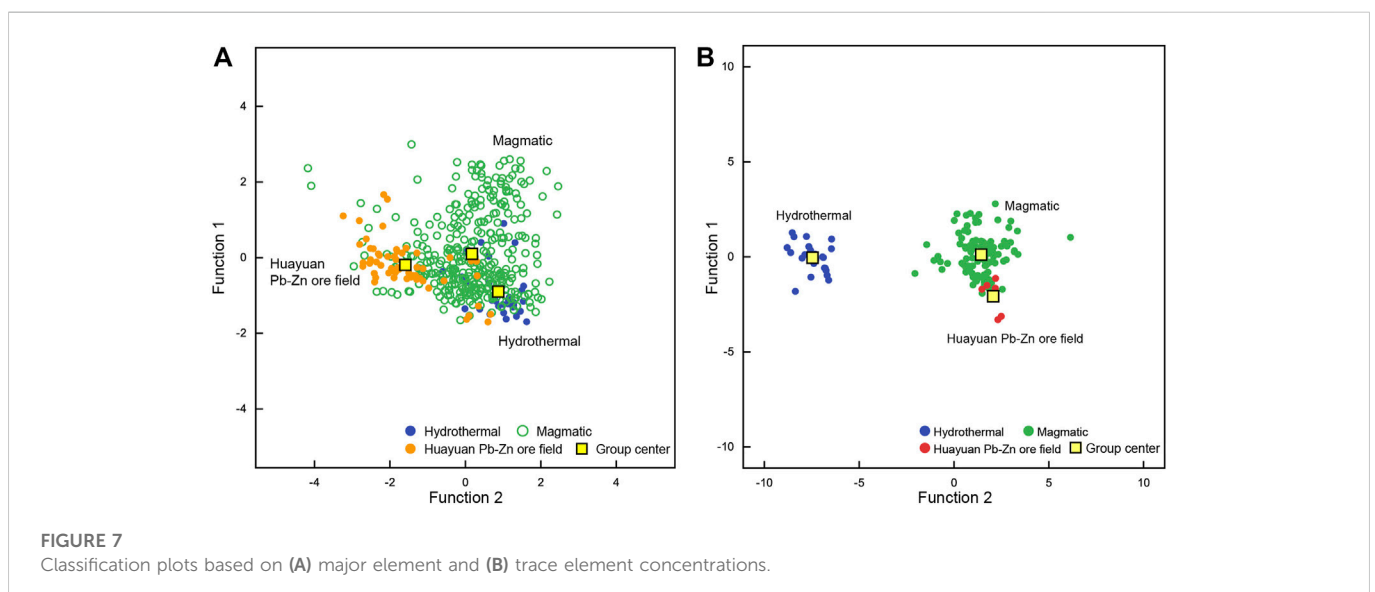 A
B
Function 1
4
2
0
-2
-4
Magmatic
Huayuan
Pb-Zn ore field
Hydrothermal
Hydrothermal
Magmatic
Huayuan Pb-Zn ore field
Group center
-4
-2
0
2
4
Function 2
Function 1
10
5
0
-5
-10
Hydrothermal
Magmatic
Huayuan Pb-Zn ore field
Hydrothermal
Magmatic
Huayuan Pb-Zn ore field
Group center
-10
-5
0
5
10
Function 2
FIGURE 7
Classification plots based on (A) major element and (B) trace element concentrations.